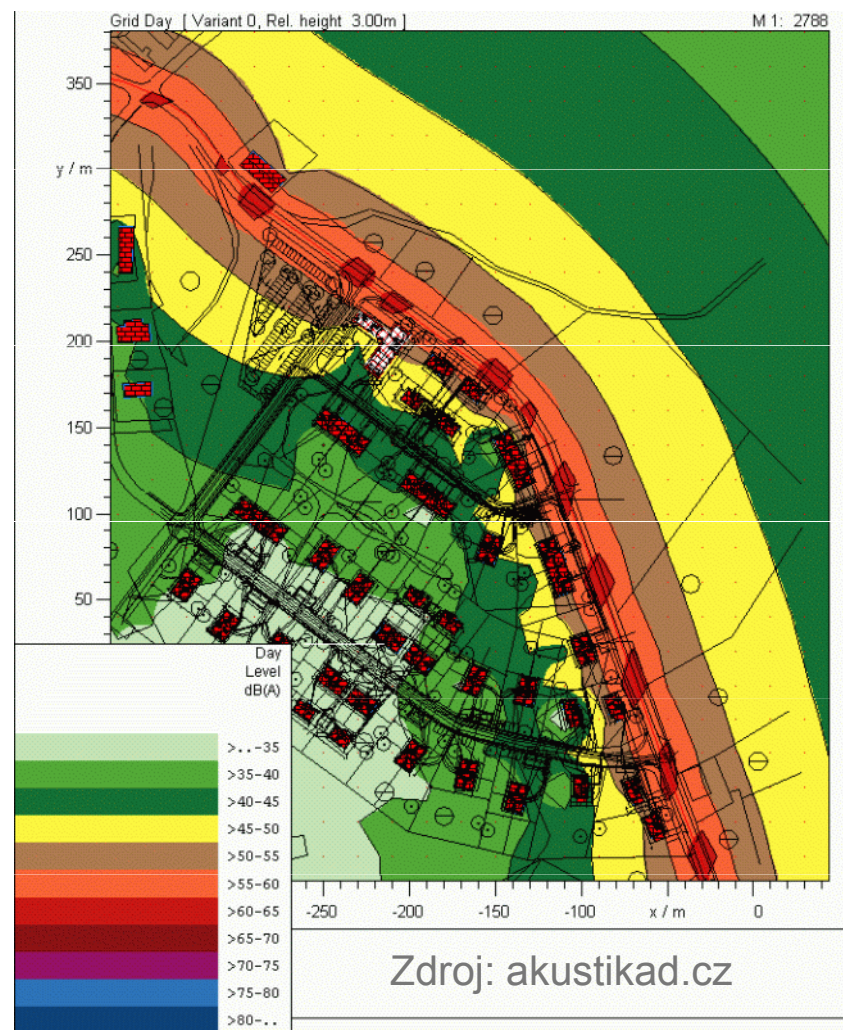 Grid Day [ Variant 0, Rel. height 3.00m ] M 1: 2788
350
y / m
250
200
150
100
50
Day
Level
dB(A)
>..-35
>35-40
>40-45
>45-50
>50-55
>55-60
>60-65
>65-70
>70-75
>75-80
>80-..
-250 -200 -150 -100 x / m 0
Zdroj: akustikad.cz